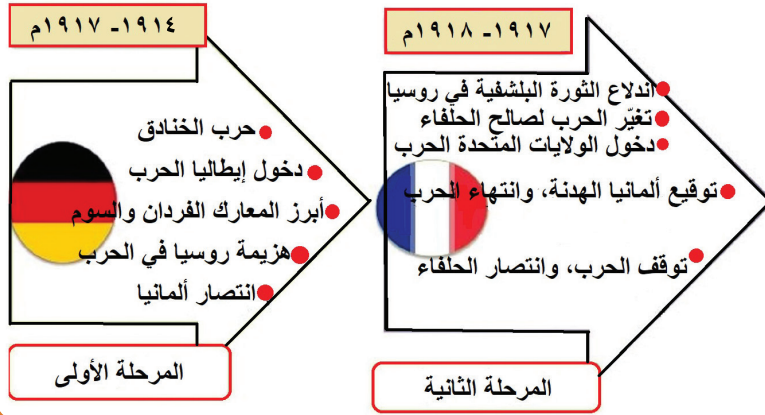 ١٩١٤- ١٩١٧م
حرب الخنادق
دخول إيطاليا الحرب
أبرز المعارك الفردان والسوم
هزيمة روسيا في الحرب
انتصار ألمانيا
المرحلة الأولى
١٩١٧- ١٩١٨م
اندلاع الثورة البلشفية في روسيا
تغيّر الحرب لصالح الحلفاء
دخول الولايات المتحدة الحرب
توقيع ألمانيا الهدنة، وانتهاء الحرب
توقف الحرب، وانتصار الحلفاء
المرحلة الثانية